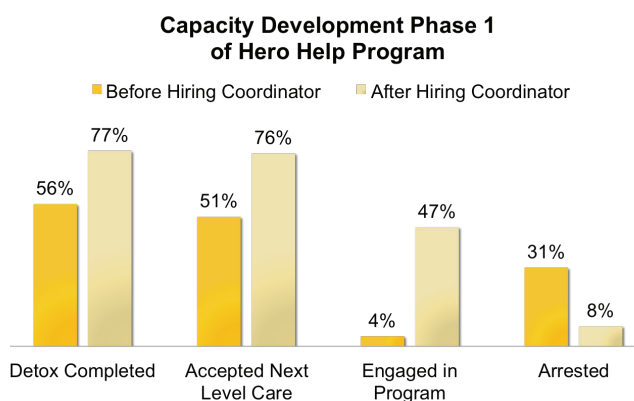 Capacity Development Phase 1
of Hero Help Program
Before Hiring Coordinator
After Hiring Coordinator
77%
76%
56%
51%
47%
31%
4%
8%
Detox Completed
Accepted Next
Level Care
Engaged in
Program
Arrested